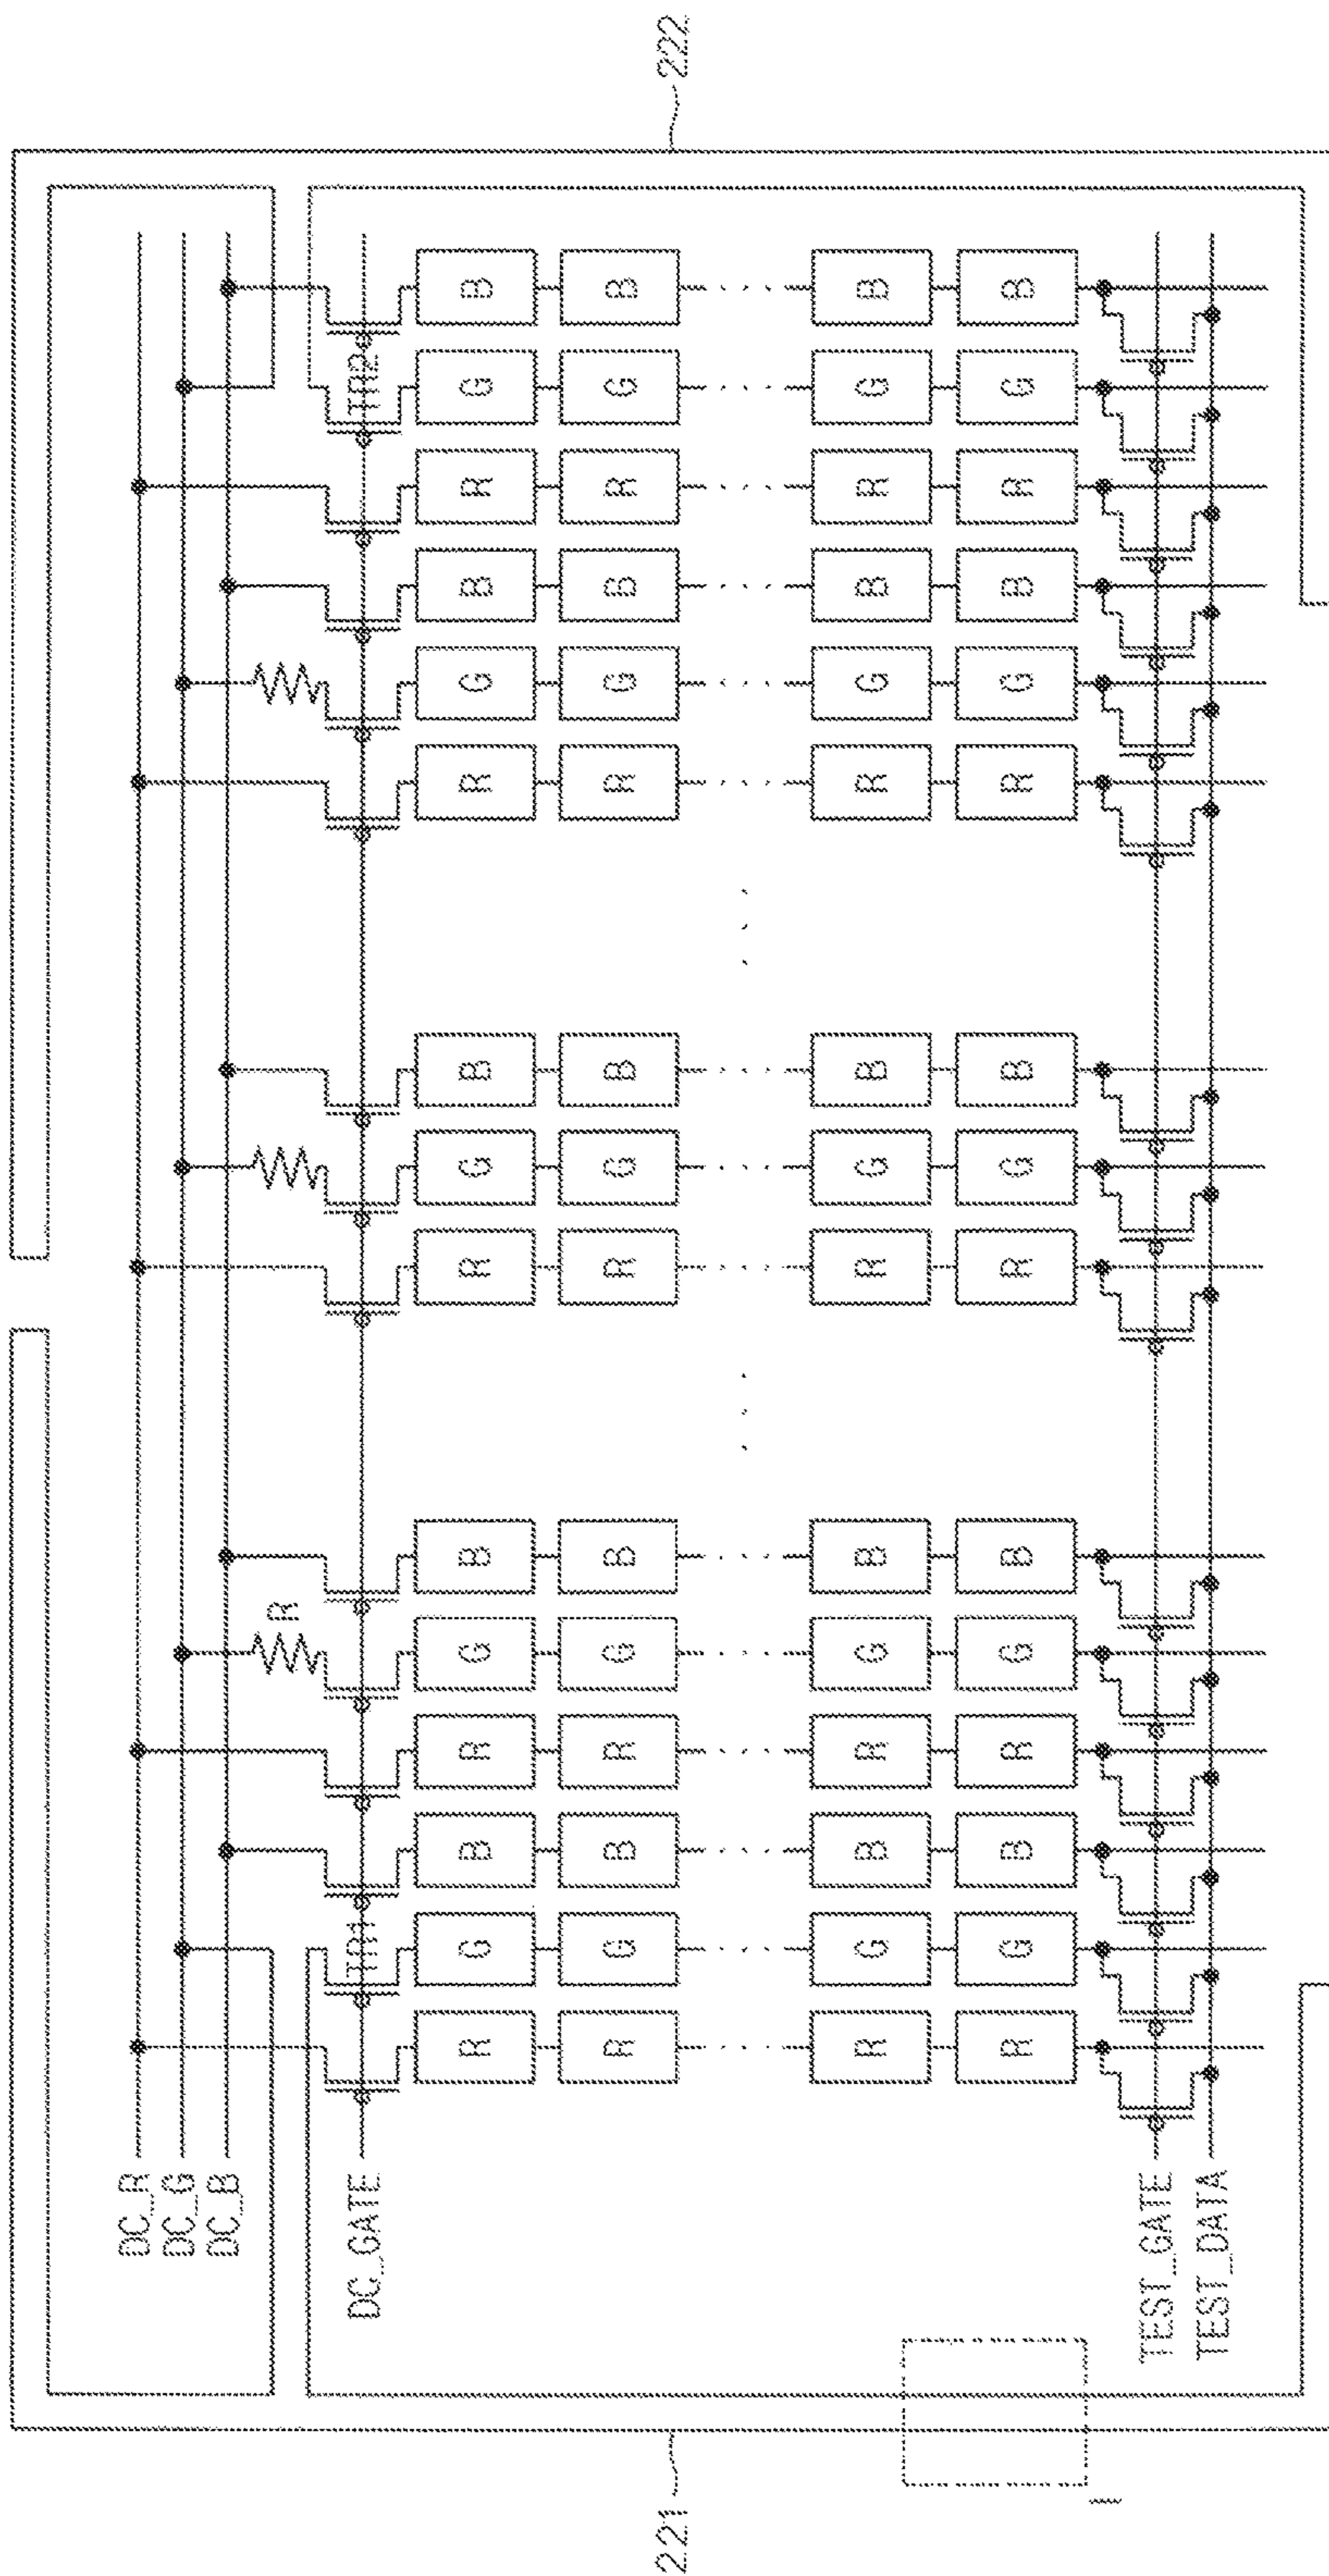 DC_R
DC_G
DC_B
R
DC_GATE TR1 TR2
R G B R G B R G B R G B R G B
R G B R G B R G B R G B R G B
221 222
R G B R G B R G B R G B R G B
R G B R G B R G B R G B R G B
I
TEST_GATE
TEST_DATA